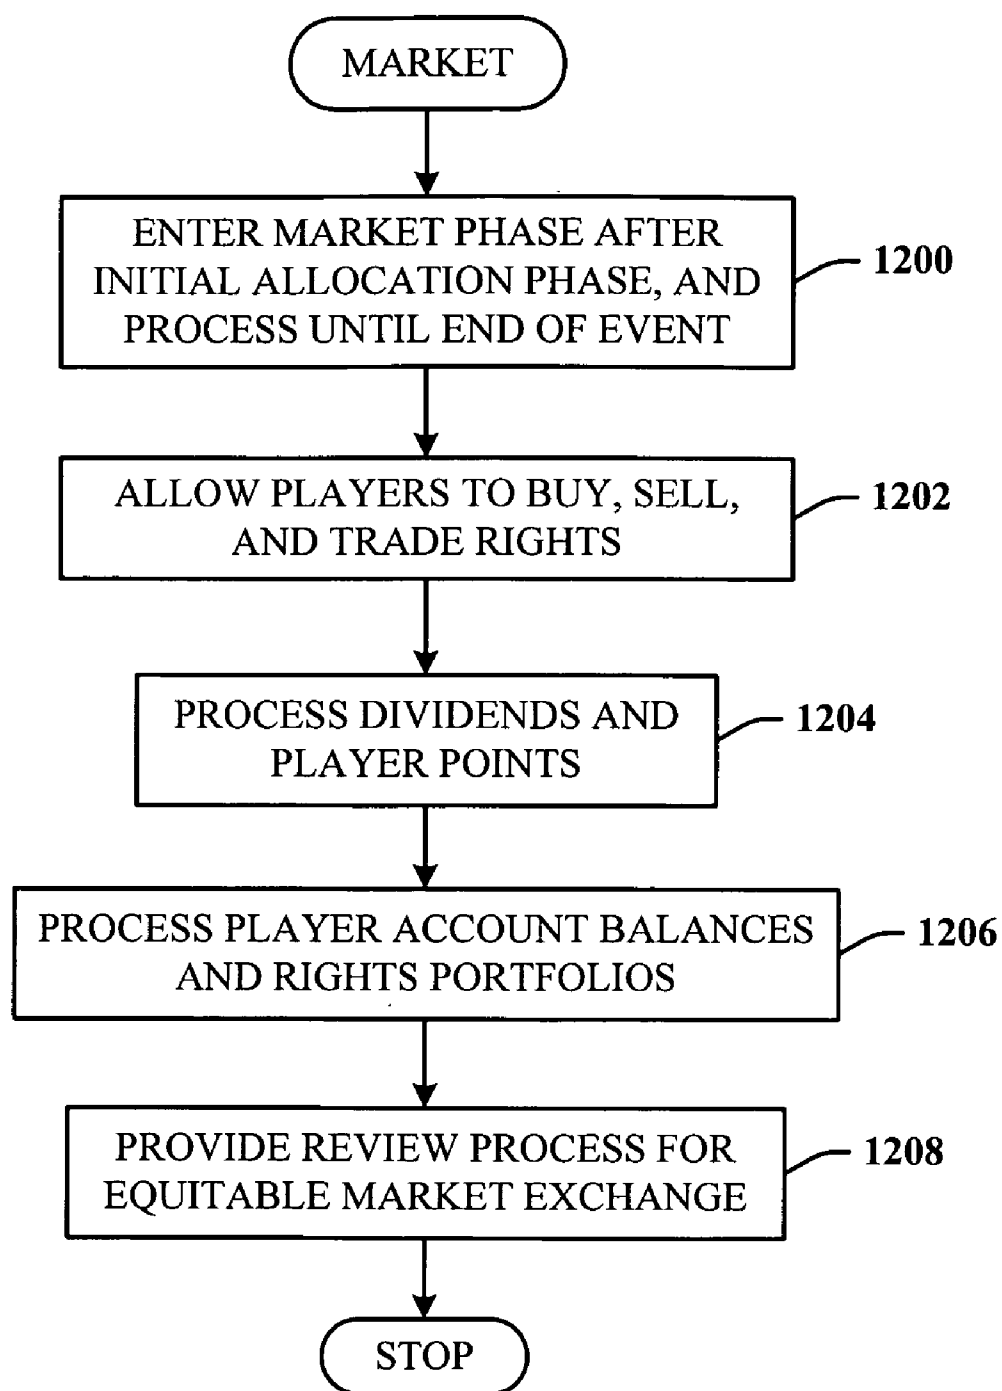 MARKET
ENTER MARKET PHASE AFTER
INITIAL ALLOCATION PHASE, AND
PROCESS UNTIL END OF EVENT
1200
ALLOW PLAYERS TO BUY, SELL,
AND TRADE RIGHTS
1202
PROCESS DIVIDENDS AND
PLAYER POINTS
1204
PROCESS PLAYER ACCOUNT BALANCES
AND RIGHTS PORTFOLIOS
1206
PROVIDE REVIEW PROCESS FOR
EQUITABLE MARKET EXCHANGE
1208
STOP